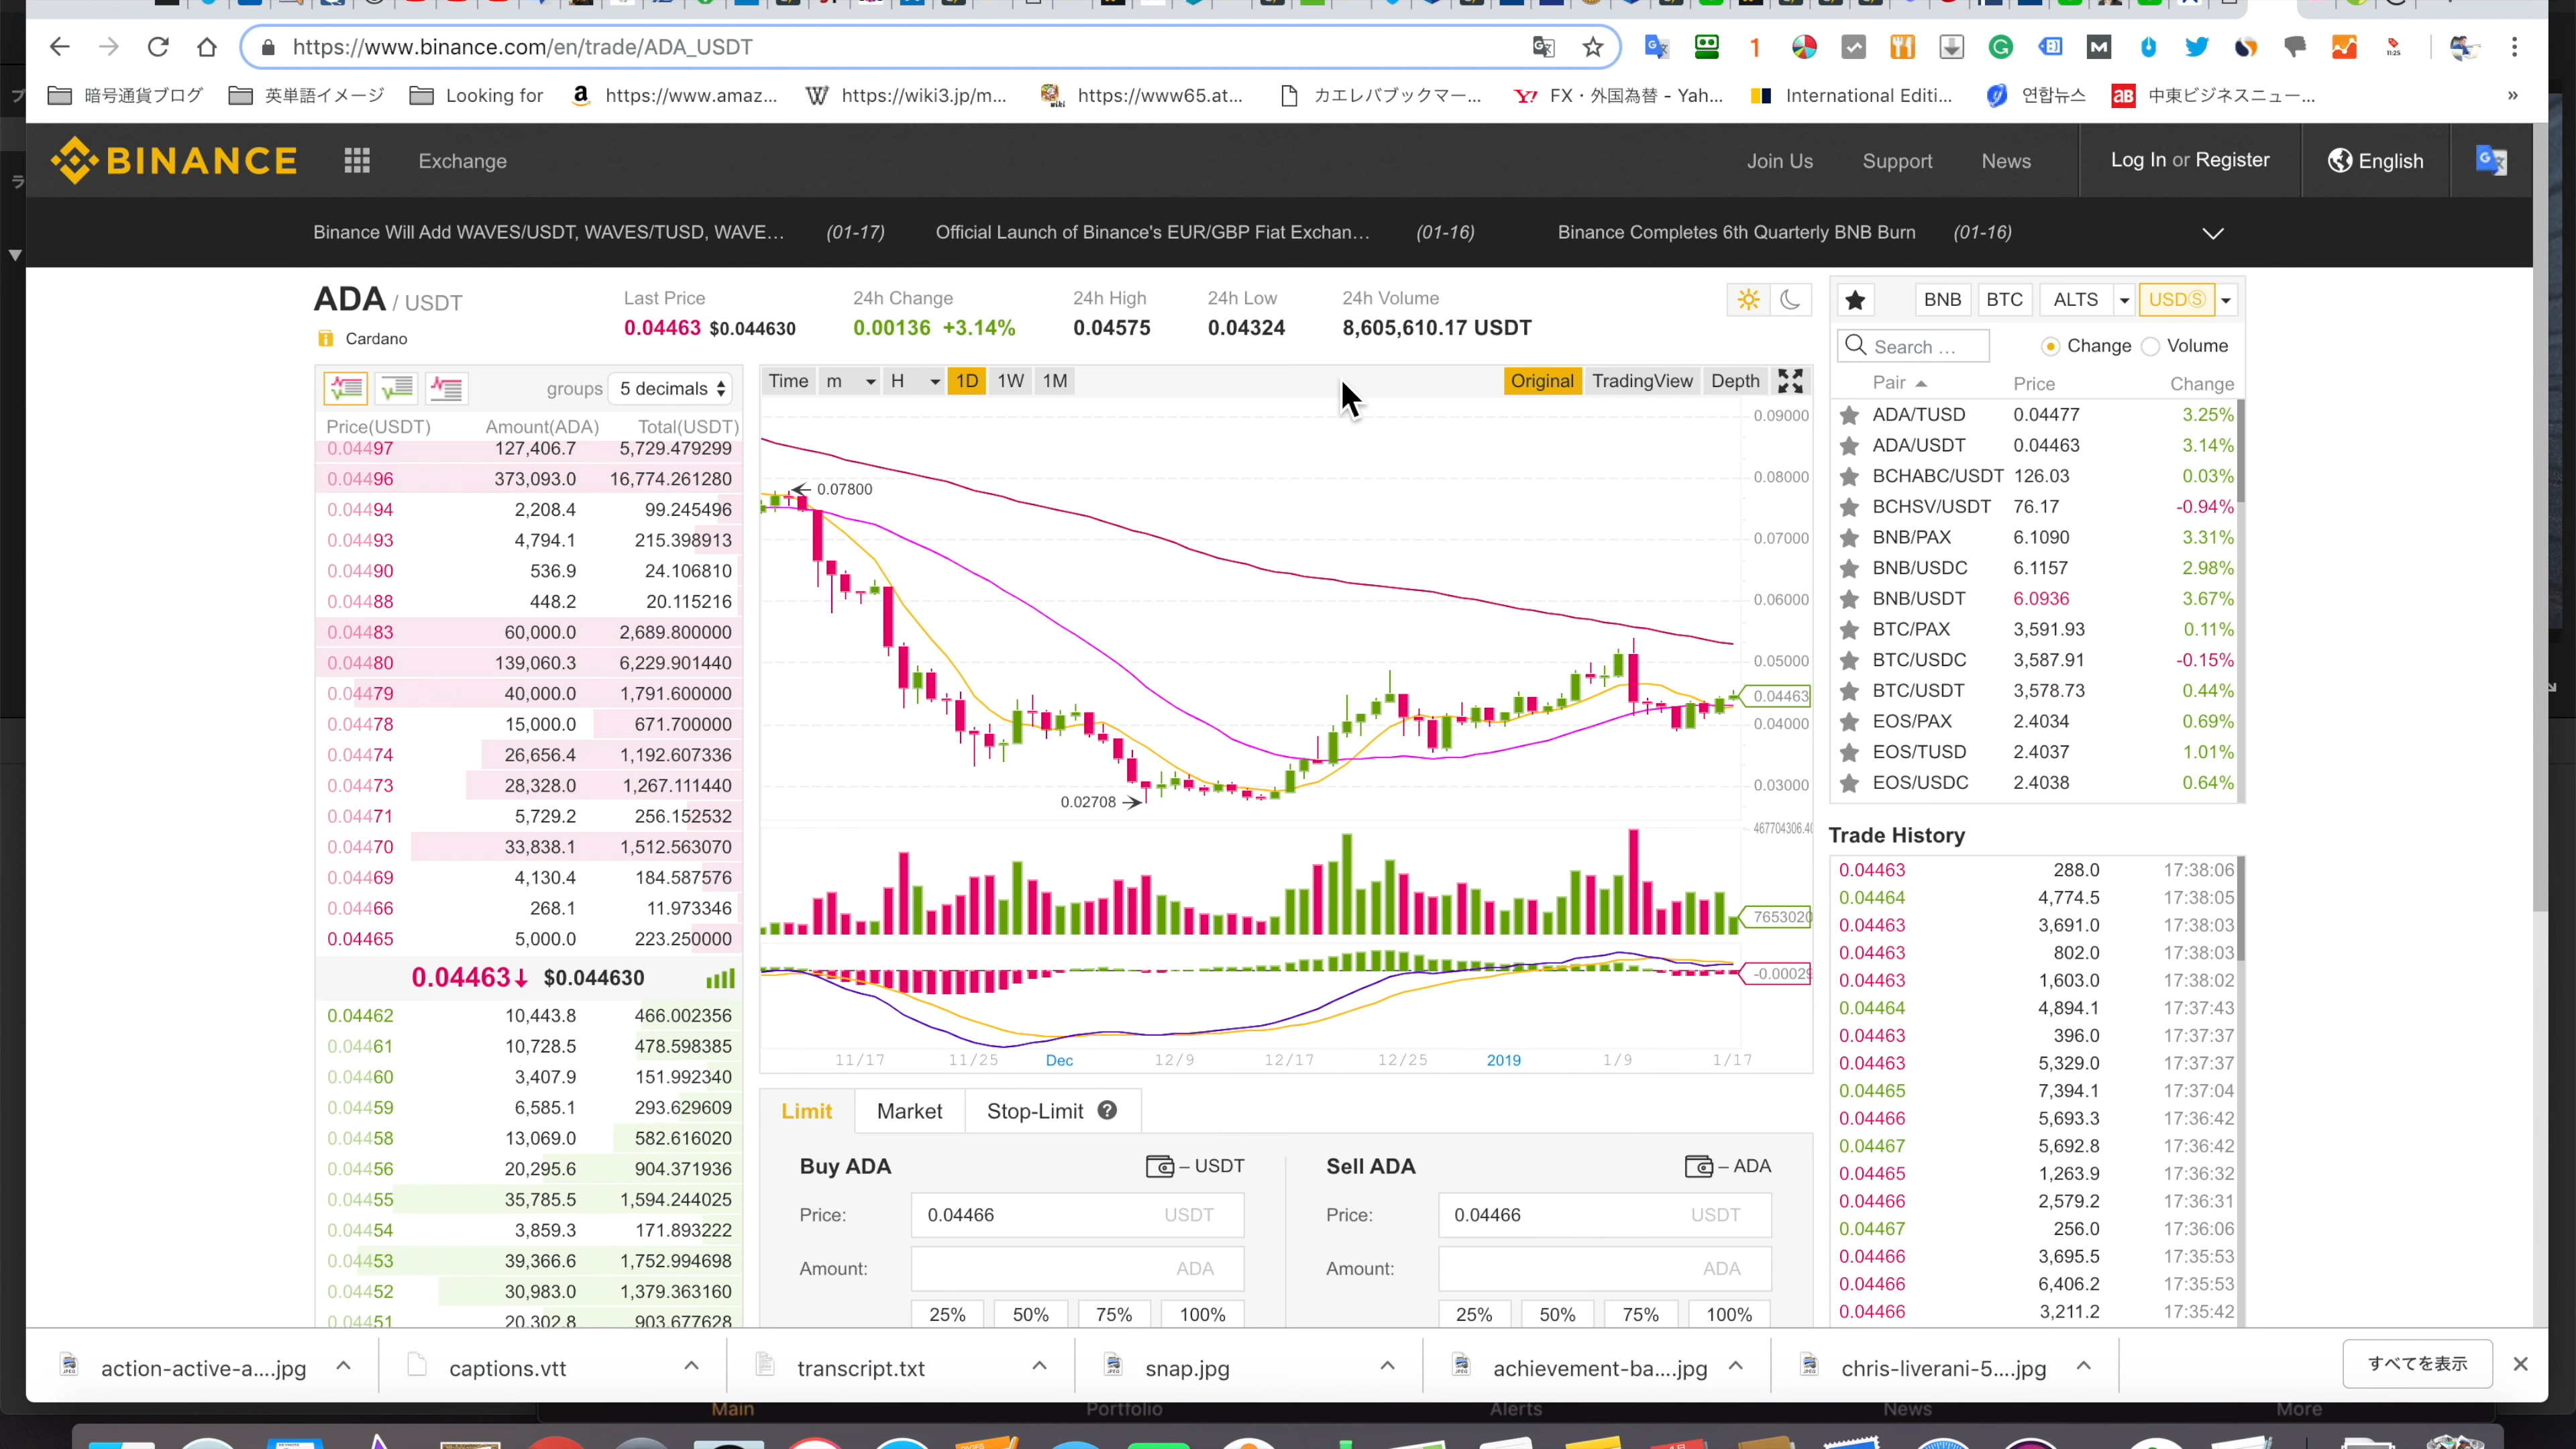 https://www.binance.com/en/trade/ADA_USDT
暗号通貨ブログ 英単語イメージ Looking for https://www.amaz... https://wiki3.jp/m... https://www65.at... カエレバブックマー... FX・外国為替 - Yah... International Editi... 연합뉴스 中東ビジネスニュー... »
BINANCE Exchange Join Us Support News Log In or Register English
Binance Will Add WAVES/USDT, WAVES/TUSD, WAVE... (01-17) Official Launch of Binance's EUR/GBP Fiat Exchan... (01-16) Binance Completes 6th Quarterly BNB Burn (01-16)
ADA / USDT
Cardano
Last Price
0.04463 $0.044630
24h Change
0.00136 +3.14%
24h High
0.04575
24h Low
0.04324
24h Volume
8,605,610.17 USDT
groups 5 decimals
Price(USDT) Amount(ADA) Total(USDT)
0.04497 127,406.7 5,729.479299
0.04496 373,093.0 16,774.261280
0.04494 2,208.4 99.245496
0.04493 4,794.1 215.398913
0.04490 536.9 24.106810
0.04488 448.2 20.115216
0.04483 60,000.0 2,689.800000
0.04480 139,060.3 6,229.901440
0.04479 40,000.0 1,791.600000
0.04478 15,000.0 671.700000
0.04474 26,656.4 1,192.607336
0.04473 28,328.0 1,267.111440
0.04471 5,729.2 256.152532
0.04470 33,838.1 1,512.563070
0.04469 4,130.4 184.587576
0.04466 268.1 11.973346
0.04465 5,000.0 223.250000
0.04463↓ $0.044630
0.04462 10,443.8 466.002356
0.04461 10,728.5 478.598385
0.04460 3,407.9 151.992340
0.04459 6,585.1 293.629609
0.04458 13,069.0 582.616020
0.04456 20,295.6 904.371936
0.04455 35,785.5 1,594.244025
0.04454 3,859.3 171.893222
0.04453 39,366.6 1,752.994698
0.04452 30,983.0 1,379.363160
0.04451 20,302.8 903.677628
Time m H 1D 1W 1M Original TradingView Depth
0.09000
0.08000
0.07000
0.06000
0.05000
0.04463
0.04000
0.03000
0.07800
0.02708
467704306.40
7653020
-0.00029
11/17 11/25 Dec 12/9 12/17 12/25 2019 1/9 1/17
Limit Market Stop-Limit ?
Buy ADA – USDT
Price: 0.04466 USDT
Amount: ADA
25% 50% 75% 100%
Sell ADA – ADA
Price: 0.04466 USDT
Amount: ADA
25% 50% 75% 100%
BNB BTC ALTS USDⓈ
Search ... Change Volume
Pair Price Change
ADA/TUSD 0.04477 3.25%
ADA/USDT 0.04463 3.14%
BCHABC/USDT 126.03 0.03%
BCHSV/USDT 76.17 -0.94%
BNB/PAX 6.1090 3.31%
BNB/USDC 6.1157 2.98%
BNB/USDT 6.0936 3.67%
BTC/PAX 3,591.93 0.11%
BTC/USDC 3,587.91 -0.15%
BTC/USDT 3,578.73 0.44%
EOS/PAX 2.4034 0.69%
EOS/TUSD 2.4037 1.01%
EOS/USDC 2.4038 0.64%
Trade History
0.04463 288.0 17:38:06
0.04464 4,774.5 17:38:05
0.04463 3,691.0 17:38:03
0.04463 802.0 17:38:03
0.04463 1,603.0 17:38:02
0.04464 4,894.1 17:37:43
0.04463 396.0 17:37:37
0.04463 5,329.0 17:37:37
0.04465 7,394.1 17:37:04
0.04466 5,693.3 17:36:42
0.04467 5,692.8 17:36:42
0.04465 1,263.9 17:36:32
0.04466 2,579.2 17:36:31
0.04467 256.0 17:36:06
0.04466 3,695.5 17:35:53
0.04466 6,406.2 17:35:53
0.04466 3,211.2 17:35:42
action-active-a....jpg captions.vtt transcript.txt snap.jpg achievement-ba....jpg chris-liverani-5....jpg すべてを表示
Main Portfolio Alerts News More